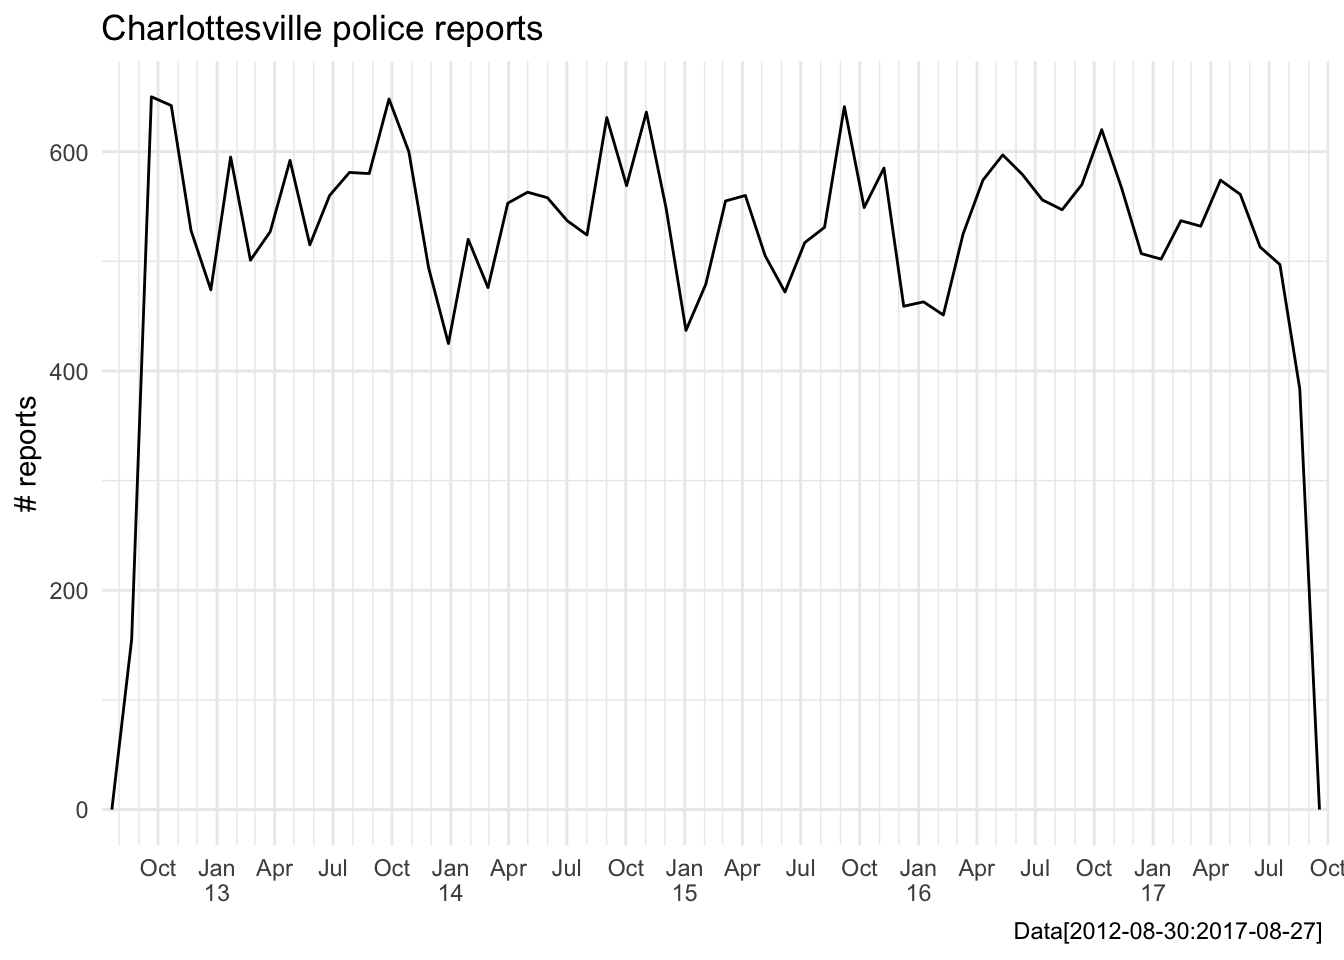 Charlottesville police reports
# reports
600
400
200
0
Oct Jan Apr Jul Oct Jan Apr Jul Oct Jan Apr Jul Oct Jan Apr Jul Oct Jan Apr Jul Oct
13 14 15 16 17
Data[2012-08-30:2017-08-27]